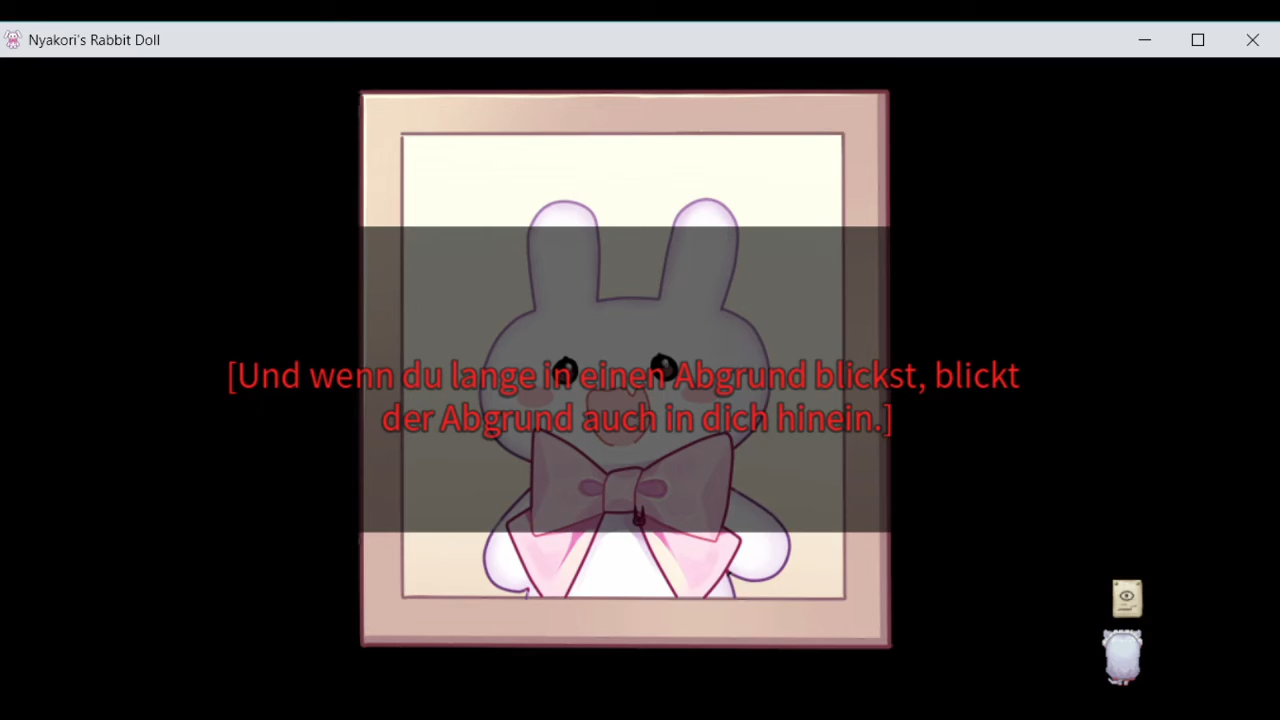 Nyakori's Rabbit Doll
[Und wenn du lange in einen Abgrund blickst, blickt
der Abgrund auch in dich hinein.]